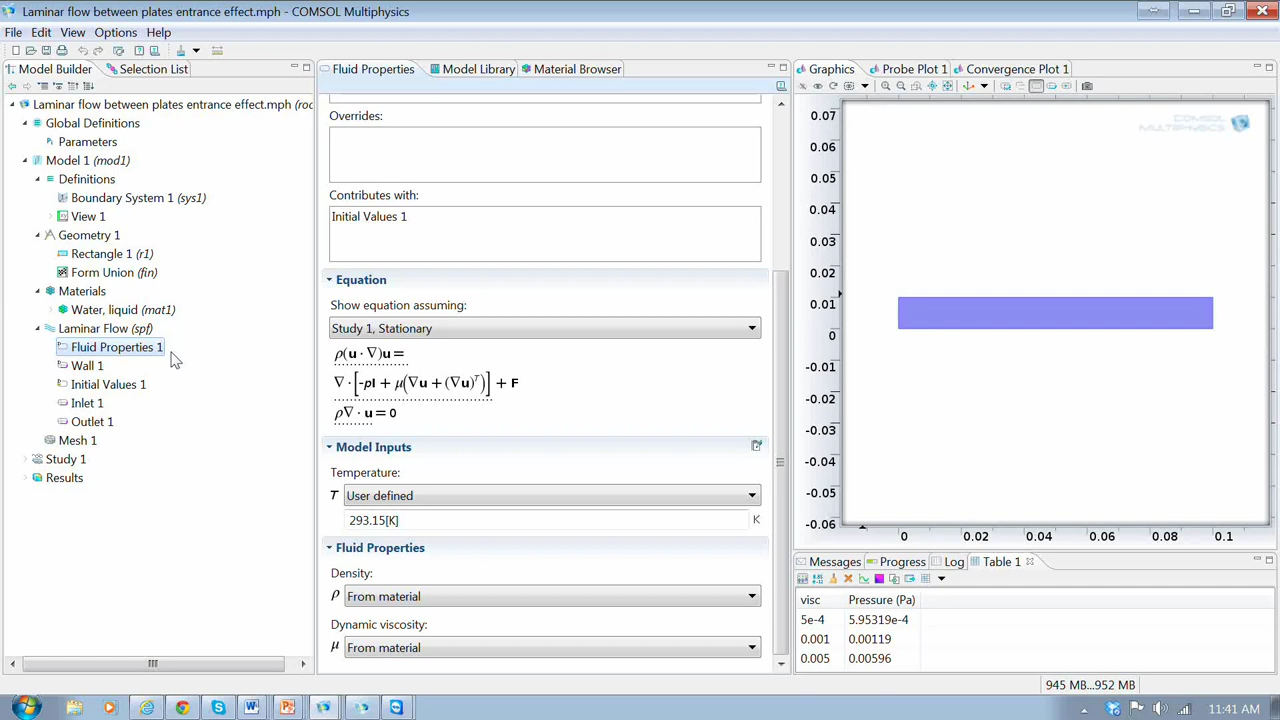 Laminar flow between plates entrance effect.mph - COMSOL Multiphysics
File Edit View Options Help
Model Builder Selection List
Laminar flow between plates entrance effect.mph (roo
Global Definitions
Parameters
Model 1 (mod1)
Definitions
Boundary System 1 (sys1)
View 1
Geometry 1
Rectangle 1 (r1)
Form Union (fin)
Materials
Water, liquid (mat1)
Laminar Flow (spf)
Fluid Properties 1
Wall 1
Initial Values 1
Inlet 1
Outlet 1
Mesh 1
Study 1
Results
Fluid Properties Model Library Material Browser
Overrides:
Contributes with:
Initial Values 1
Equation
Show equation assuming:
Study 1, Stationary
ρ(u · ∇)u =
∇ · [-pI + μ(∇u + (∇u)ᵀ)] + F
ρ∇ · u = 0
Model Inputs
Temperature:
T User defined
293.15[K] K
Fluid Properties
Density:
ρ From material
Dynamic viscosity:
μ From material
Graphics Probe Plot 1 Convergence Plot 1
COMSOL
MULTIPHYSICS
0.07
0.06
0.05
0.04
0.03
0.02
0.01
0
-0.01
-0.02
-0.03
-0.04
-0.05
-0.06
0 0.02 0.04 0.06 0.08 0.1
Messages Progress Log Table 1
visc Pressure (Pa)
5e-4 5.95319e-4
0.001 0.00119
0.005 0.00596
945 MB...952 MB
11:41 AM